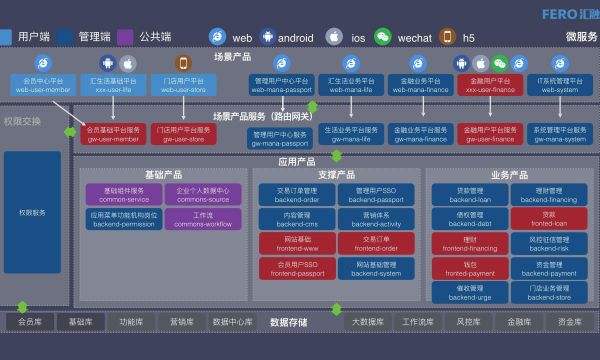 FERO汇融
用户端 管理端 公共端 web android ios wechat h5 微服务
场景产品
会员中心平台
web-user-member
汇生活基础平台
xxx-user-life
门店用户平台
web-user-store
管理用户中心平台
web-mana-passport
汇生活业务平台
web-mana-life
金融业务平台
web-mana-finance
金融用户平台
xxx-user-finance
IT系统管理平台
web-system
权限交换
场景产品服务（路由网关）
会员基础平台服务
gw-user-member
门店用户平台服务
gw-user-store
管理用户中心服务
gw-mana-passport
生活业务平台服务
gw-mana-life
金融业务平台服务
gw-mana-finance
金融用户平台服务
gw-user-finance
系统管理平台服务
gw-mana-system
应用产品
权限服务
基础产品
基础组件服务
commons-service
企业个人数据中心
commons-source
应用菜单功能机构岗位
backend-permission
工作流
commons-workflow
支撑产品
交易订单管理
backend-order
管理用户SSO
backend-passport
内容管理
backend-cms
营销体系
backend-activity
网站基础
frontend-www
交易订单
frontend-order
会员用户SSO
frontend-passport
网站基础管理
backend-system
业务产品
贷款管理
backend-loan
理财管理
backend-financing
债权管理
backend-debt
贷款
fronted-loan
理财
frontend-financing
风控征信管理
backend-risk
钱包
fronted-payment
资金管理
backend-payment
催收管理
backend-urge
门店业务管理
backend-store
会员库 基础库 功能库 营销库 数据中心库 数据存储 大数据库 工作流库 风控库 金融库 资金库